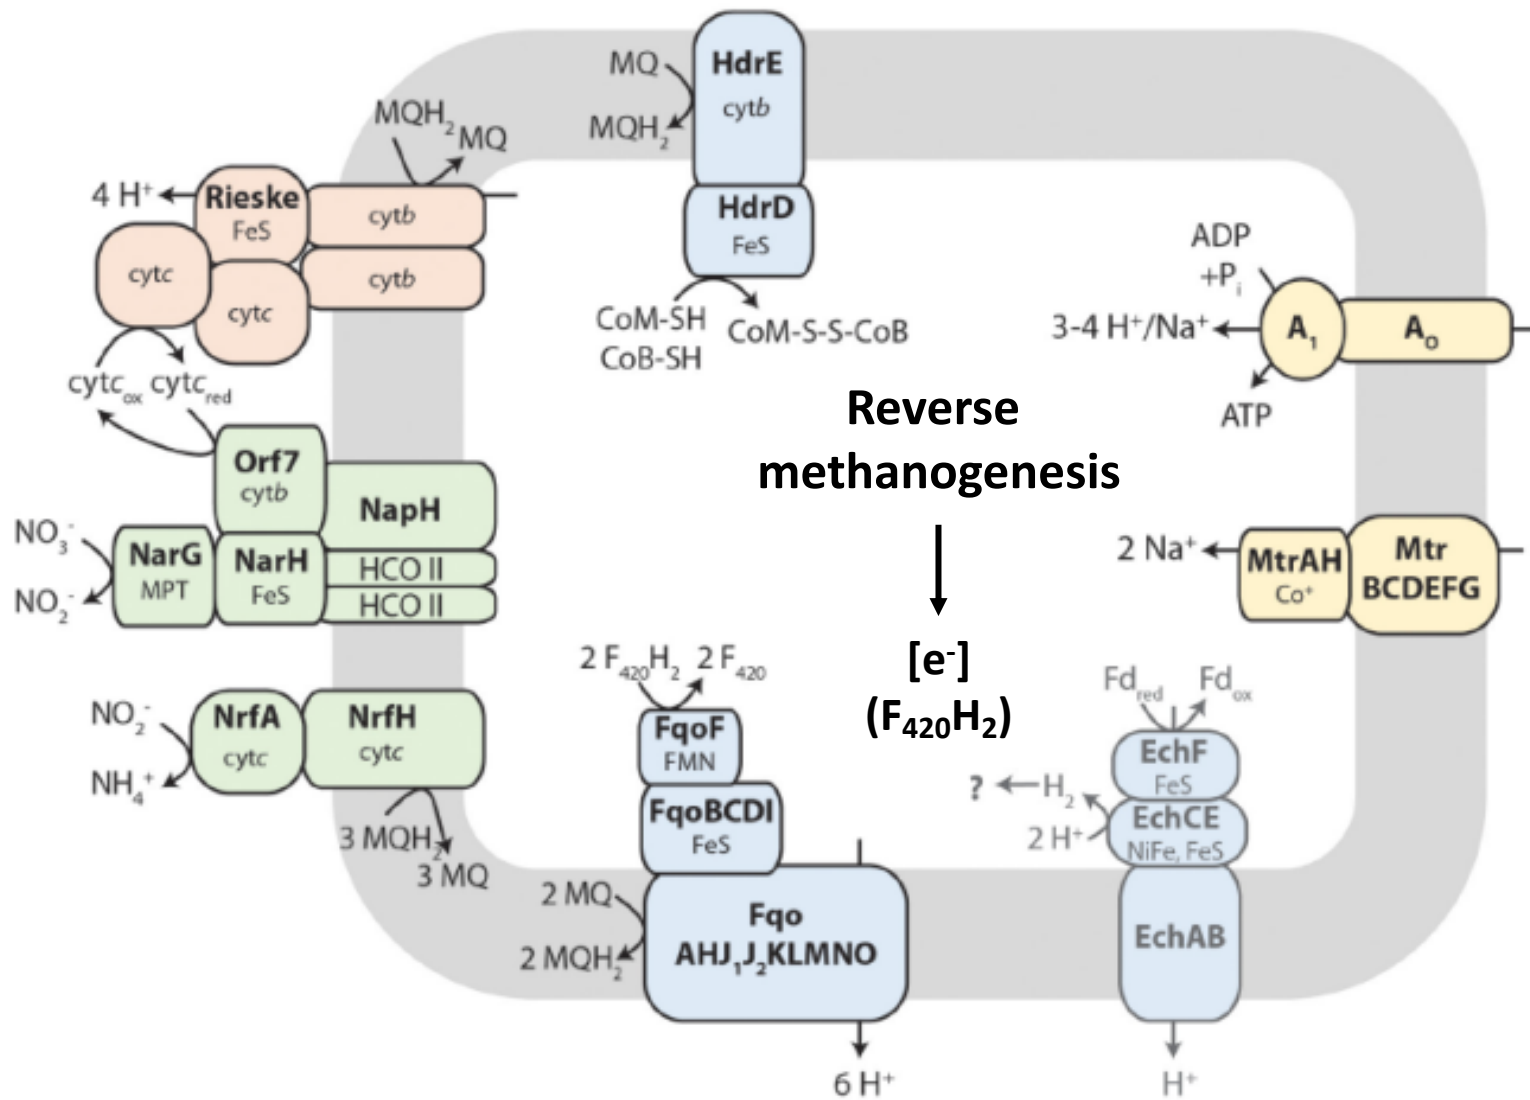 MQ
MQH₂
HdrE
cytb
HdrD
FeS
CoM-SH
CoB-SH
CoM-S-S-CoB
MQH₂
MQ
4 H⁺
Rieske
FeS
cytb
cytb
cytc
cytc
cytcₒₓ
cytc_red
Orf7
cytb
NapH
NO₃⁻
NO₂⁻
NarG
MPT
NarH
FeS
HCO II
HCO II
NO₂⁻
NH₄⁺
NrfA
cytc
NrfH
cytc
3 MQH₂
3 MQ
ADP
+Pᵢ
3-4 H⁺/Na⁺
A₁
Aₒ
ATP
Reverse
methanogenesis
[e⁻]
(F₄₂₀H₂)
2 Na⁺
MtrAH
Co⁺
Mtr
BCDEFG
2 F₄₂₀H₂
2 F₄₂₀
FqoF
FMN
FqoBCDI
FeS
2 MQ
2 MQH₂
Fqo
AHJ₁J₂KLMNO
6 H⁺
Fd_red
Fdₒₓ
EchF
FeS
? H₂
2 H⁺
EchCE
NiFe, FeS
EchAB
H⁺